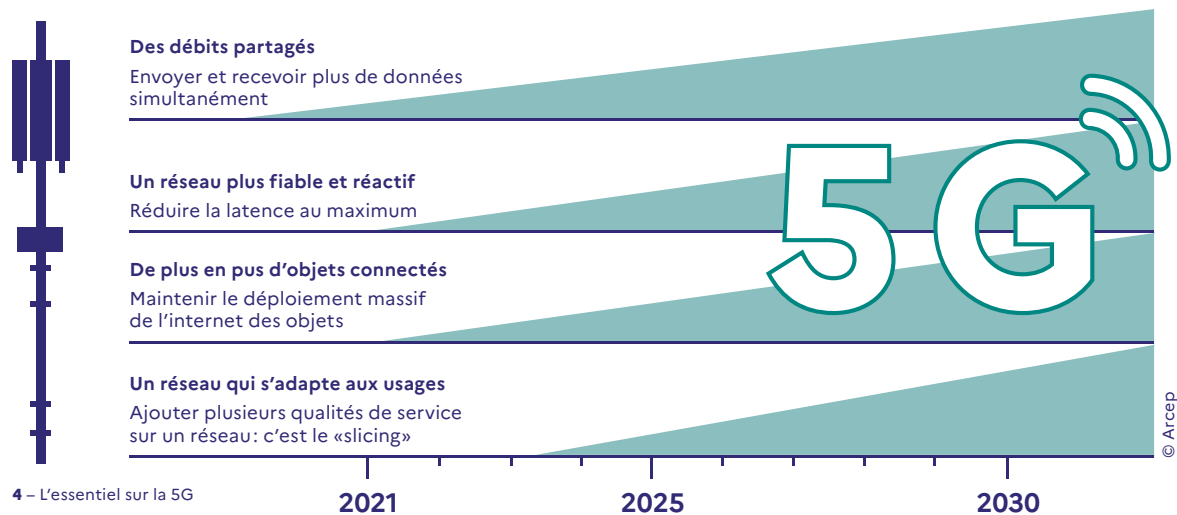 Des débits partagés
Envoyer et recevoir plus de données
simultanément
Un réseau plus fiable et réactif
Réduire la latence au maximum
De plus en pus d’objets connectés
Maintenir le déploiement massif
de l’internet des objets
Un réseau qui s’adapte aux usages
Ajouter plusieurs qualités de service
sur un réseau : c’est le «slicing»
5G
© Arcep
2021
2025
2030
4 – L’essentiel sur la 5G